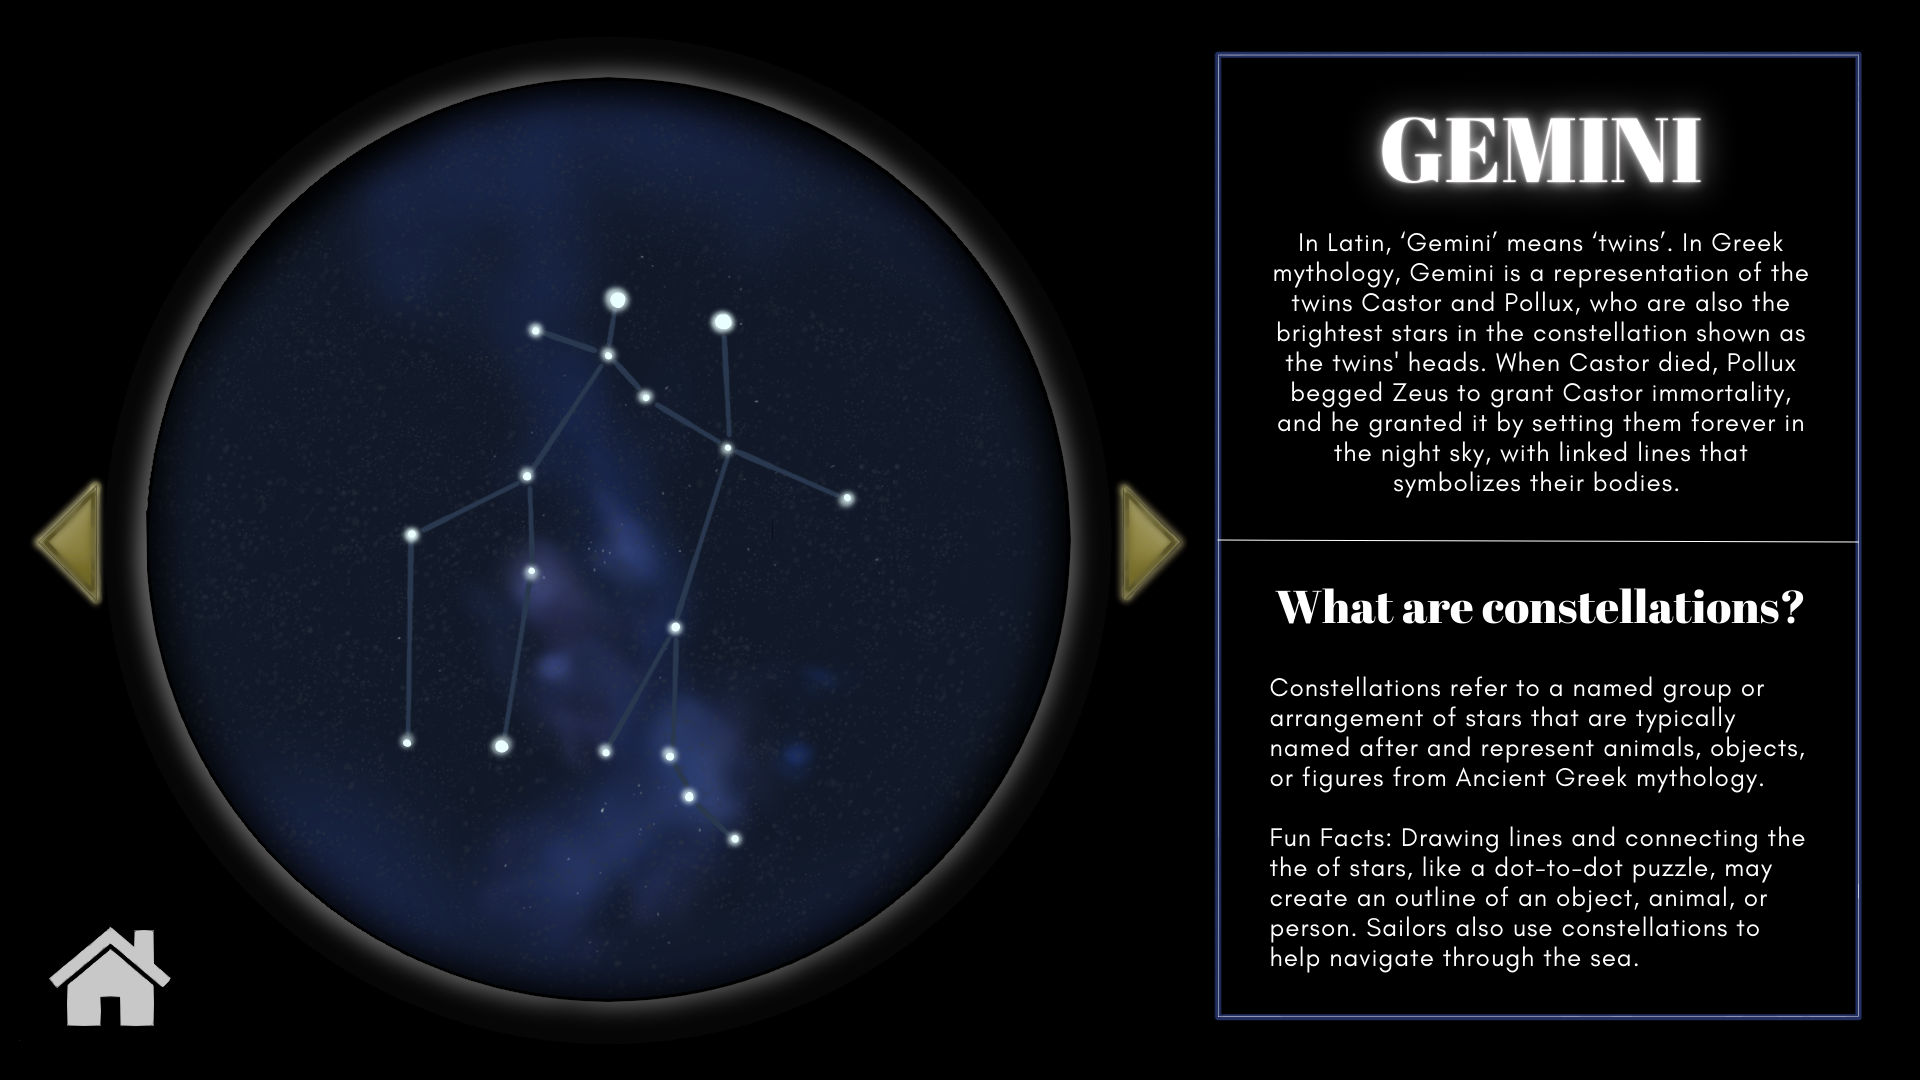 GEMINI
In Latin, ‘Gemini’ means ‘twins’. In Greek
mythology, Gemini is a representation of the
twins Castor and Pollux, who are also the
brightest stars in the constellation shown as
the twins' heads. When Castor died, Pollux
begged Zeus to grant Castor immortality,
and he granted it by setting them forever in
the night sky, with linked lines that
symbolizes their bodies.
What are constellations?
Constellations refer to a named group or
arrangement of stars that are typically
named after and represent animals, objects,
or figures from Ancient Greek mythology.
Fun Facts: Drawing lines and connecting the
the of stars, like a dot-to-dot puzzle, may
create an outline of an object, animal, or
person. Sailors also use constellations to
help navigate through the sea.